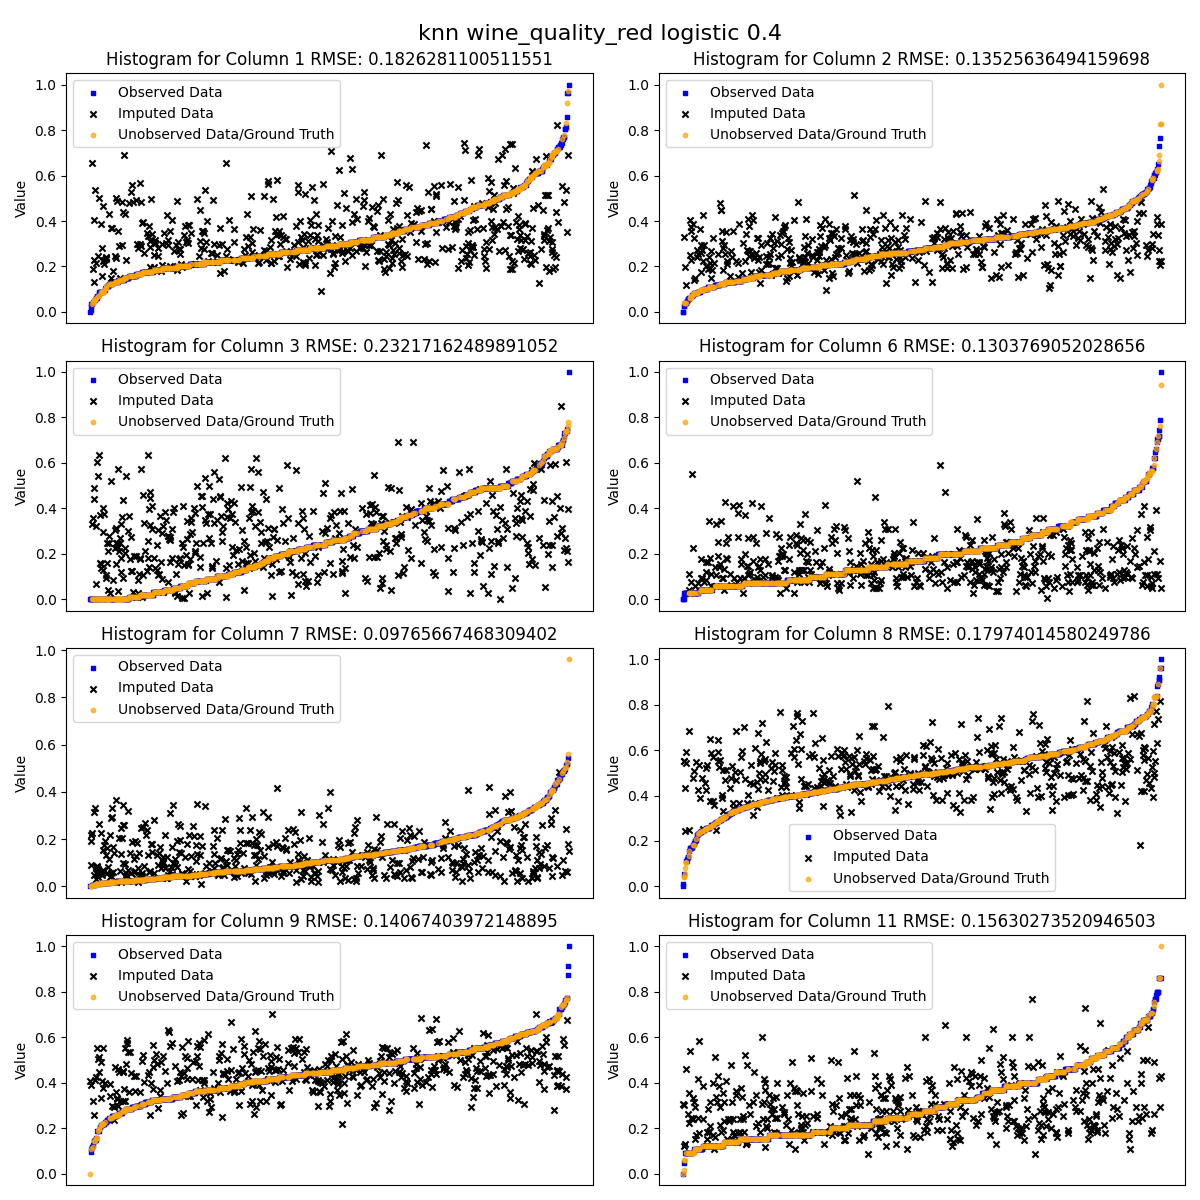 knn wine_quality_red logistic 0.4
Histogram for Column 1 RMSE: 0.1826281100511551
Histogram for Column 2 RMSE: 0.13525636494159698
1.0
0.8
0.6
0.4
0.2
0.0
Value
Observed Data
Imputed Data
Unobserved Data/Ground Truth
1.0
0.8
0.6
0.4
0.2
0.0
Value
Observed Data
Imputed Data
Unobserved Data/Ground Truth
Histogram for Column 3 RMSE: 0.23217162489891052
Histogram for Column 6 RMSE: 0.1303769052028656
1.0
0.8
0.6
0.4
0.2
0.0
Value
Observed Data
Imputed Data
Unobserved Data/Ground Truth
1.0
0.8
0.6
0.4
0.2
0.0
Value
Observed Data
Imputed Data
Unobserved Data/Ground Truth
Histogram for Column 7 RMSE: 0.09765667468309402
Histogram for Column 8 RMSE: 0.17974014580249786
1.0
0.8
0.6
0.4
0.2
0.0
Value
Observed Data
Imputed Data
Unobserved Data/Ground Truth
1.0
0.8
0.6
0.4
0.2
0.0
Value
Observed Data
Imputed Data
Unobserved Data/Ground Truth
Histogram for Column 9 RMSE: 0.14067403972148895
Histogram for Column 11 RMSE: 0.15630273520946503
1.0
0.8
0.6
0.4
0.2
0.0
Value
Observed Data
Imputed Data
Unobserved Data/Ground Truth
1.0
0.8
0.6
0.4
0.2
0.0
Value
Observed Data
Imputed Data
Unobserved Data/Ground Truth